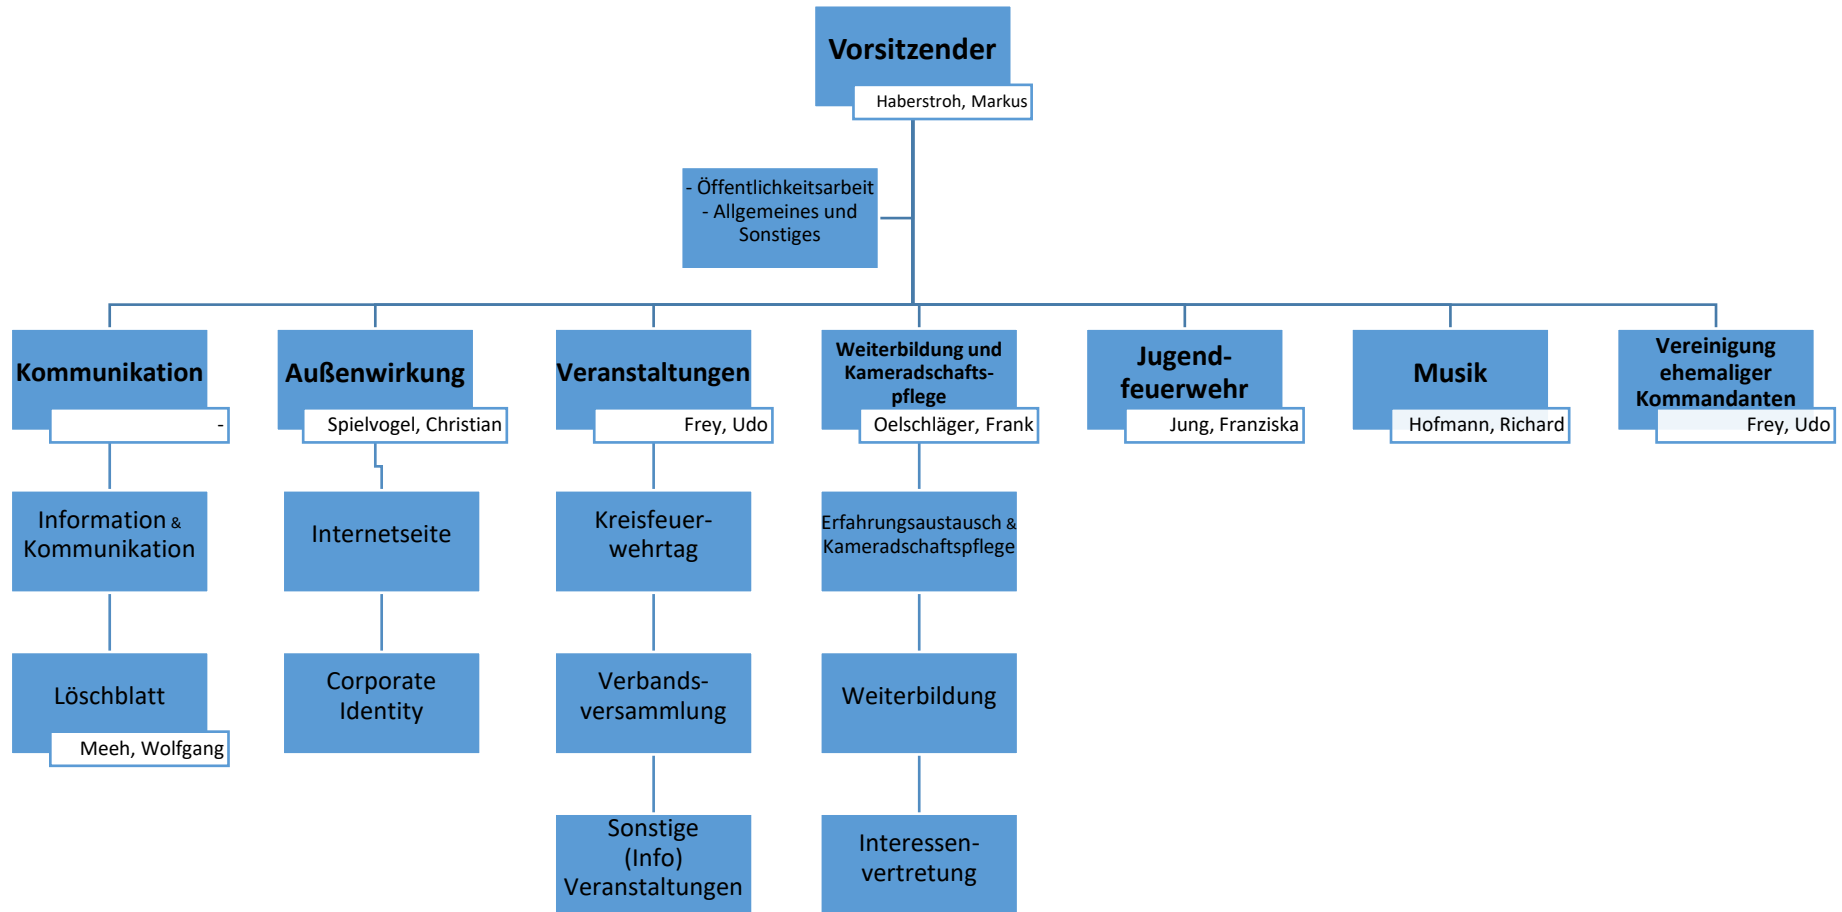 Vorsitzender
Haberstroh, Markus
- Öffentlichkeitsarbeit
- Allgemeines und
Sonstiges
Kommunikation
-
Außenwirkung
Spielvogel, Christian
Veranstaltungen
Frey, Udo
Weiterbildung und
Kameradschafts-
pflege
Oelschläger, Frank
Jugend-
feuerwehr
Jung, Franziska
Musik
Hofmann, Richard
Vereinigung
ehemaliger
Kommandanten
Frey, Udo
Information &
Kommunikation
Internetseite
Kreisfeuer-
wehrtag
Erfahrungsaustausch &
Kameradschaftspflege
Löschblatt
Meeh, Wolfgang
Corporate
Identity
Verbands-
versammlung
Weiterbildung
Sonstige
(Info)
Veranstaltungen
Interessen-
vertretung